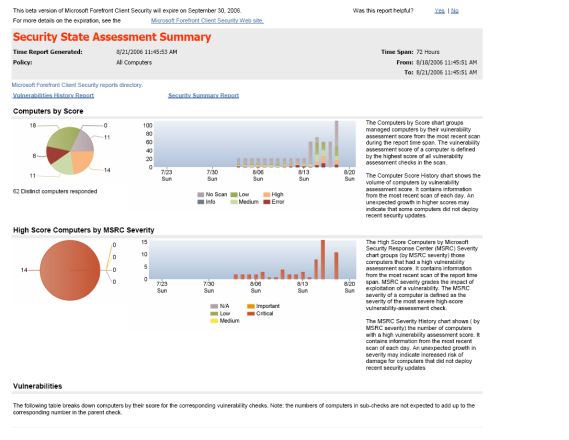 This beta version of Microsoft Forefront Client Security will expire on September 30, 2006.
Was this report helpful? Yes | No
For more details on the expiration, see the Microsoft Forefront Client Security Web site.
Security State Assessment Summary
Time Report Generated: 8/21/2006 11:45:53 AM
Time Span: 72 Hours
Policy: All Computers
From: 8/18/2006 11:45:51 AM
To: 8/21/2006 11:45:51 AM
Microsoft Forefront Client Security reports directory.
Vulnerabilities History Report
Security Summary Report
Computers by Score
18
0
11
14
11
8
62 Distinct computers responded
100
80
60
40
20
0
7/23 7/30 8/06 8/13 8/20
Sun Sun Sun Sun Sun
No Scan Low High
Info Medium Error
The Computers by Score chart groups
managed computers by their vulnerability
assessment score from the most recent scan
during the report time span. The vulnerability
assessment score of a computer is defined
by the highest score of all vulnerability
assessment checks in the scan.
The Computer Score History chart shows the
volume of computers by vulnerability
assessment score. It contains information
from the most recent scan of each day. An
unexpected growth in higher scores may
indicate that some computers did not deploy
recent security updates.
High Score Computers by MSRC Severity
14
0
0
0
0
15
10
5
0
7/23 7/30 8/06 8/13 8/20
Sun Sun Sun Sun Sun
N/A Important
Low Critical
Medium
The High Score Computers by Microsoft
Security Response Center (MSRC) Severity
chart groups (by MSRC severity) those
computers that had a high vulnerability
assessment score. It contains information
from the most recent scan of the report time
span. MSRC severity grades the impact of
exploitation of a vulnerability. The MSRC
severity of a computer is defined as the
severity of the most severe high-score
vulnerability-assessment check.
The MSRC Severity History chart shows ( by
MSRC severity) the number of computers
with a high vulnerability assessment score. It
contains information from the most recent
scan of each day. An unexpected growth in
severity may indicate increased risk of
damage for computers that did not deploy
recent security updates
Vulnerabilities
The following table breaks down computers by their score for the corresponding vulnerability checks. Note: the numbers of computers in sub-checks are not expected to add up to the
corresponding number in the parent check.